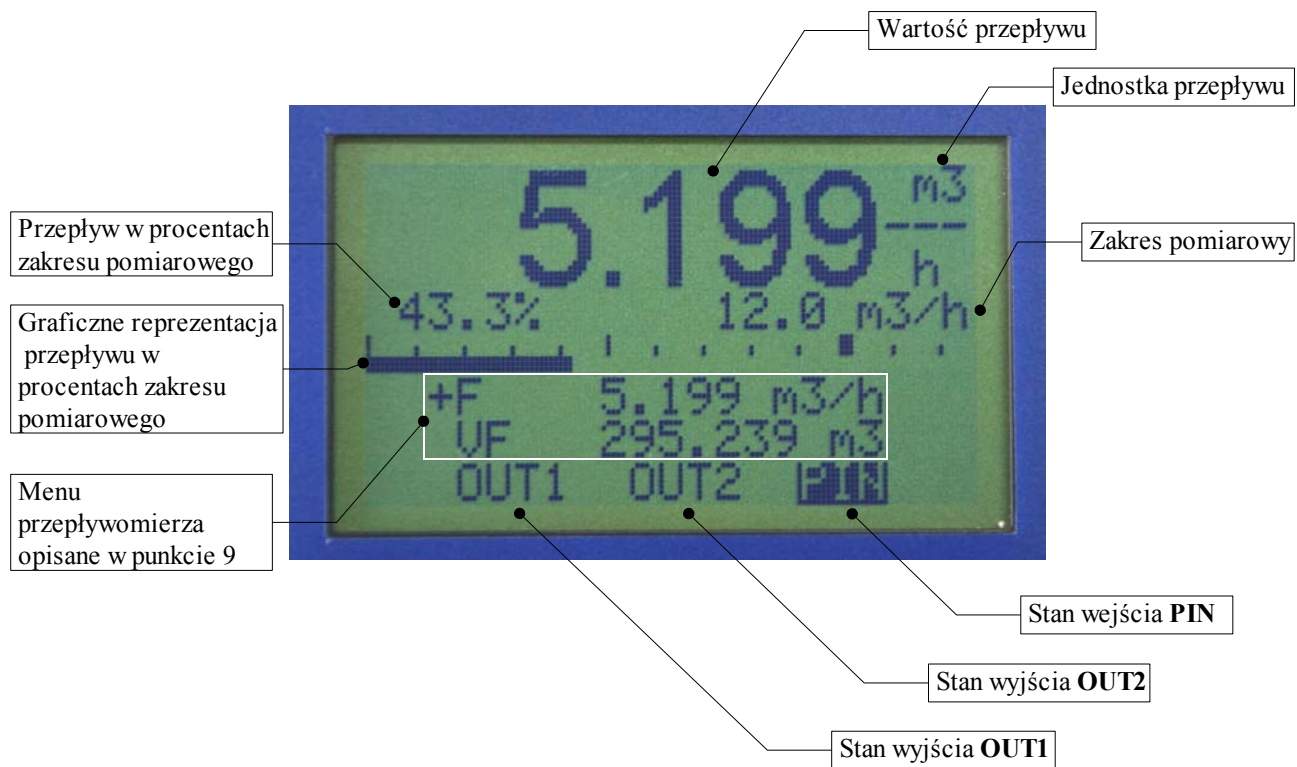 Wartość przepływu
Jednostka przepływu
5.199 m3
---
h
Przepływ w procentach
zakresu pomiarowego
Zakres pomiarowy
43.3% 12.0 m3/h
Graficzne reprezentacja
przepływu w
procentach zakresu
pomiarowego
+F 5.199 m3/h
VF 295.239 m3
OUT1 OUT2 PIN
Menu
przepływomierza
opisane w punkcie 9
Stan wejścia PIN
Stan wyjścia OUT2
Stan wyjścia OUT1